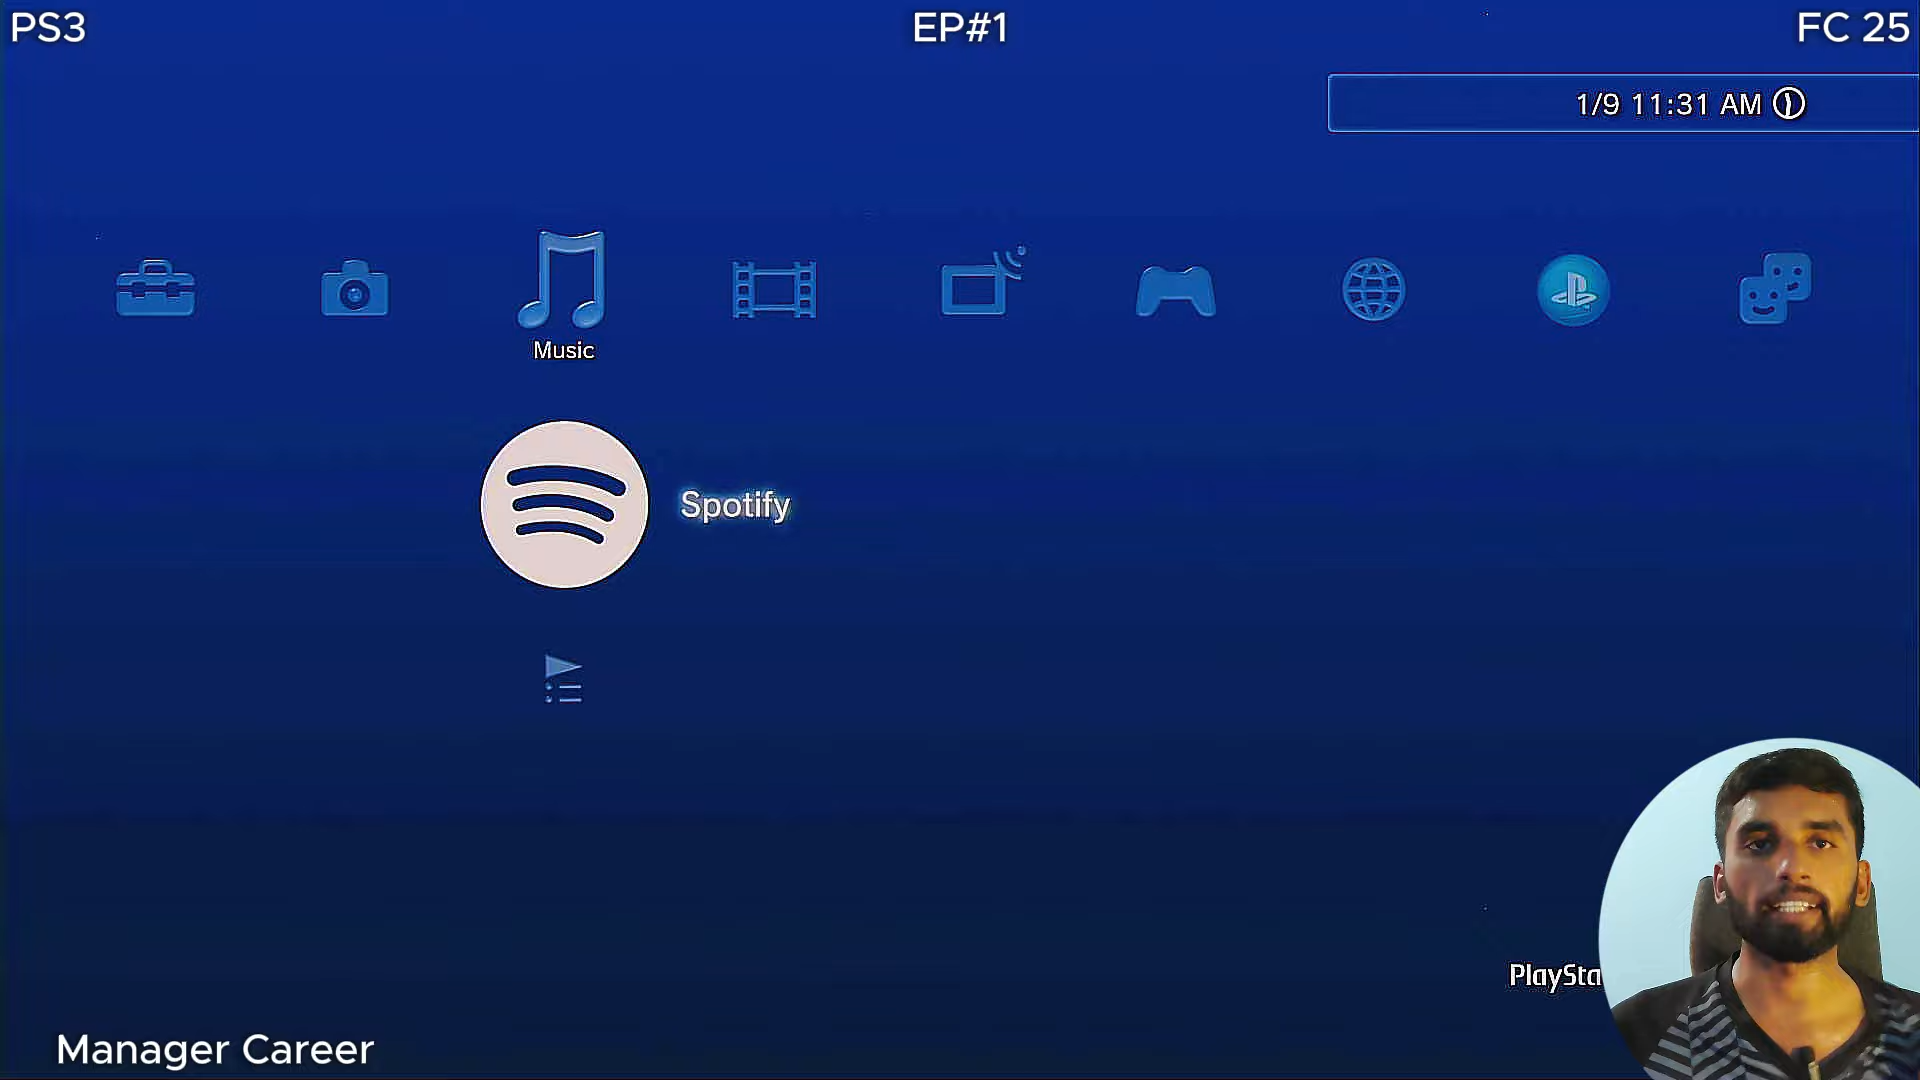 PS3 EP#1 FC 25
1/9 11:31 AM
Music
Spotify
PlaySta
Manager Career